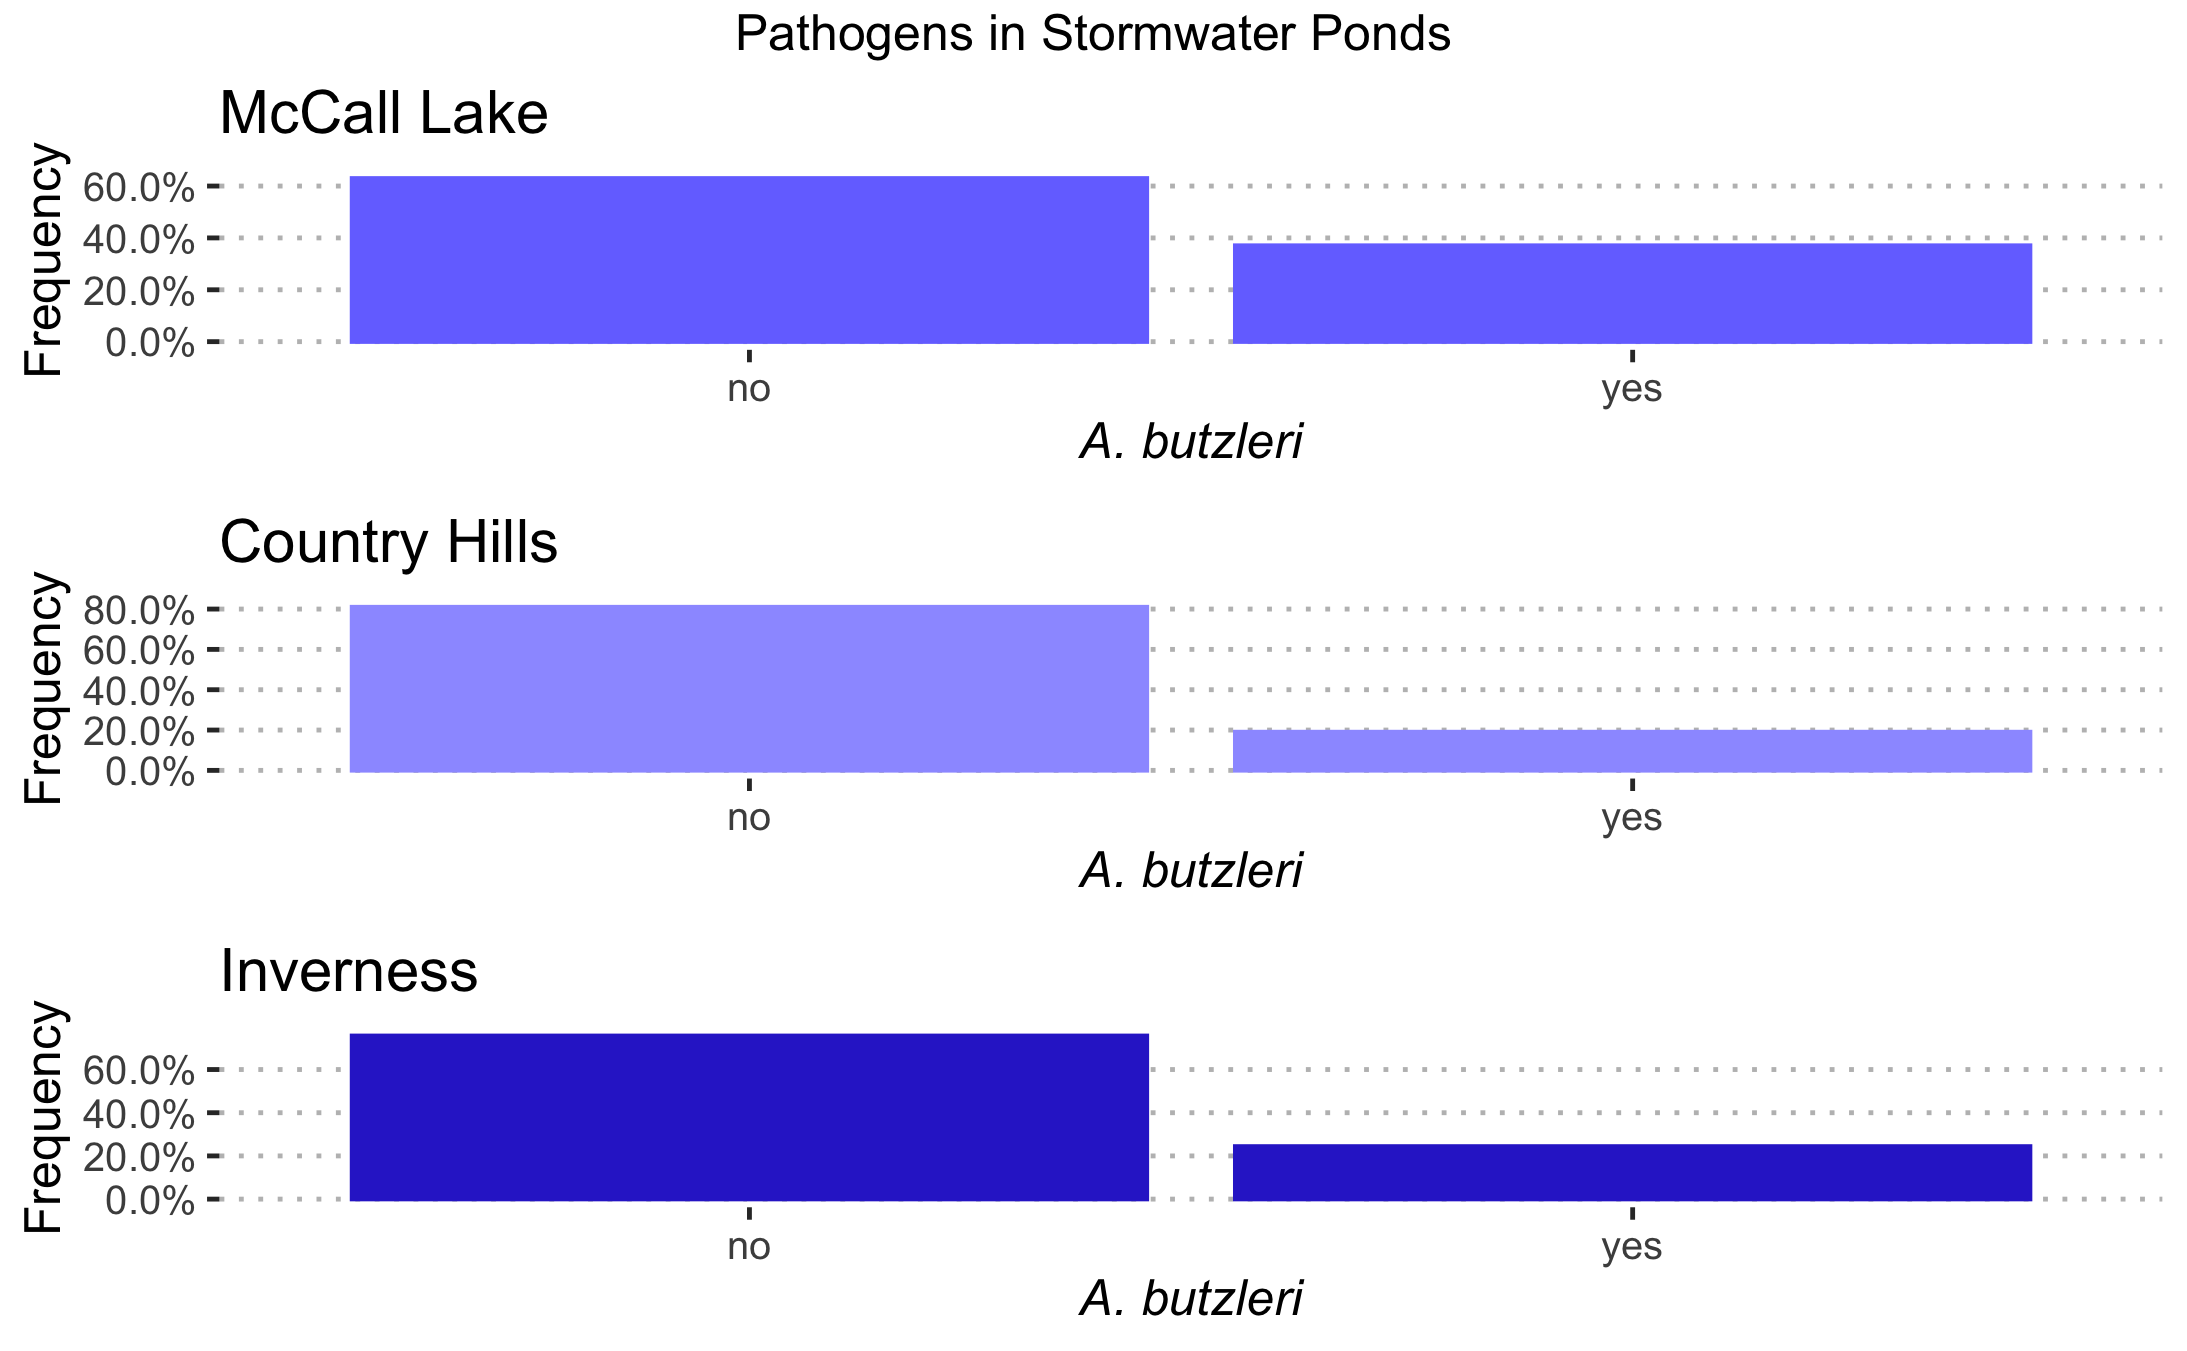 Pathogens in Stormwater Ponds
McCall Lake
Frequency
60.0%
40.0%
20.0%
0.0%
no yes
A. butzleri
Country Hills
Frequency
80.0%
60.0%
40.0%
20.0%
0.0%
no yes
A. butzleri
Inverness
Frequency
60.0%
40.0%
20.0%
0.0%
no yes
A. butzleri